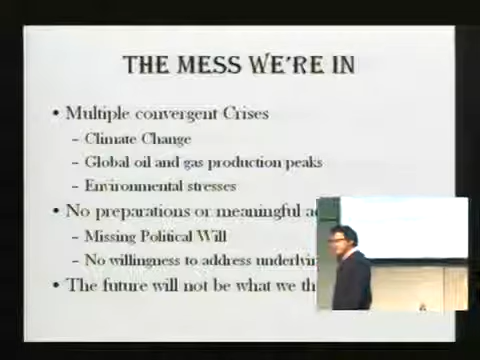 THE MESS WE'RE IN
• Multiple convergent Crises
– Climate Change
– Global oil and gas production peaks
– Environmental stresses
• No preparations or meaningful
– Missing Political Will
– No willingness to address
• The future will not be what we